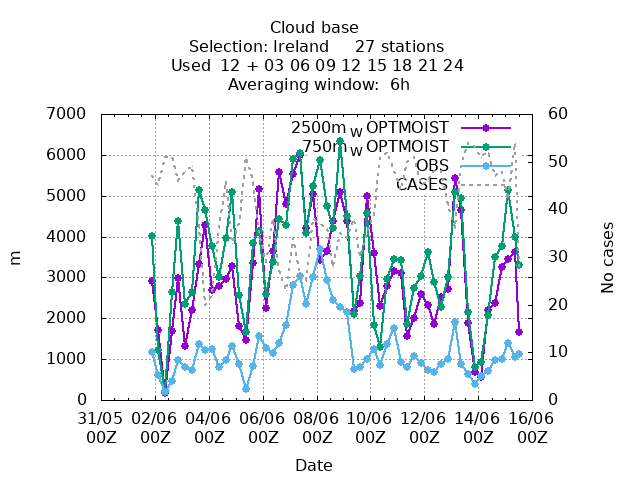 Cloud base
Selection: Ireland 27 stations
Used 12 + 03 06 09 12 15 18 21 24
Averaging window: 6h
7000
6000
5000
4000
3000
2000
1000
0
m
60
50
40
30
20
10
0
No cases
2500m W OPTMOIST
750m W OPTMOIST
OBS
CASES
31/05 02/06 04/06 06/06 08/06 10/06 12/06 14/06 16/06
00Z 00Z 00Z 00Z 00Z 00Z 00Z 00Z 00Z
Date